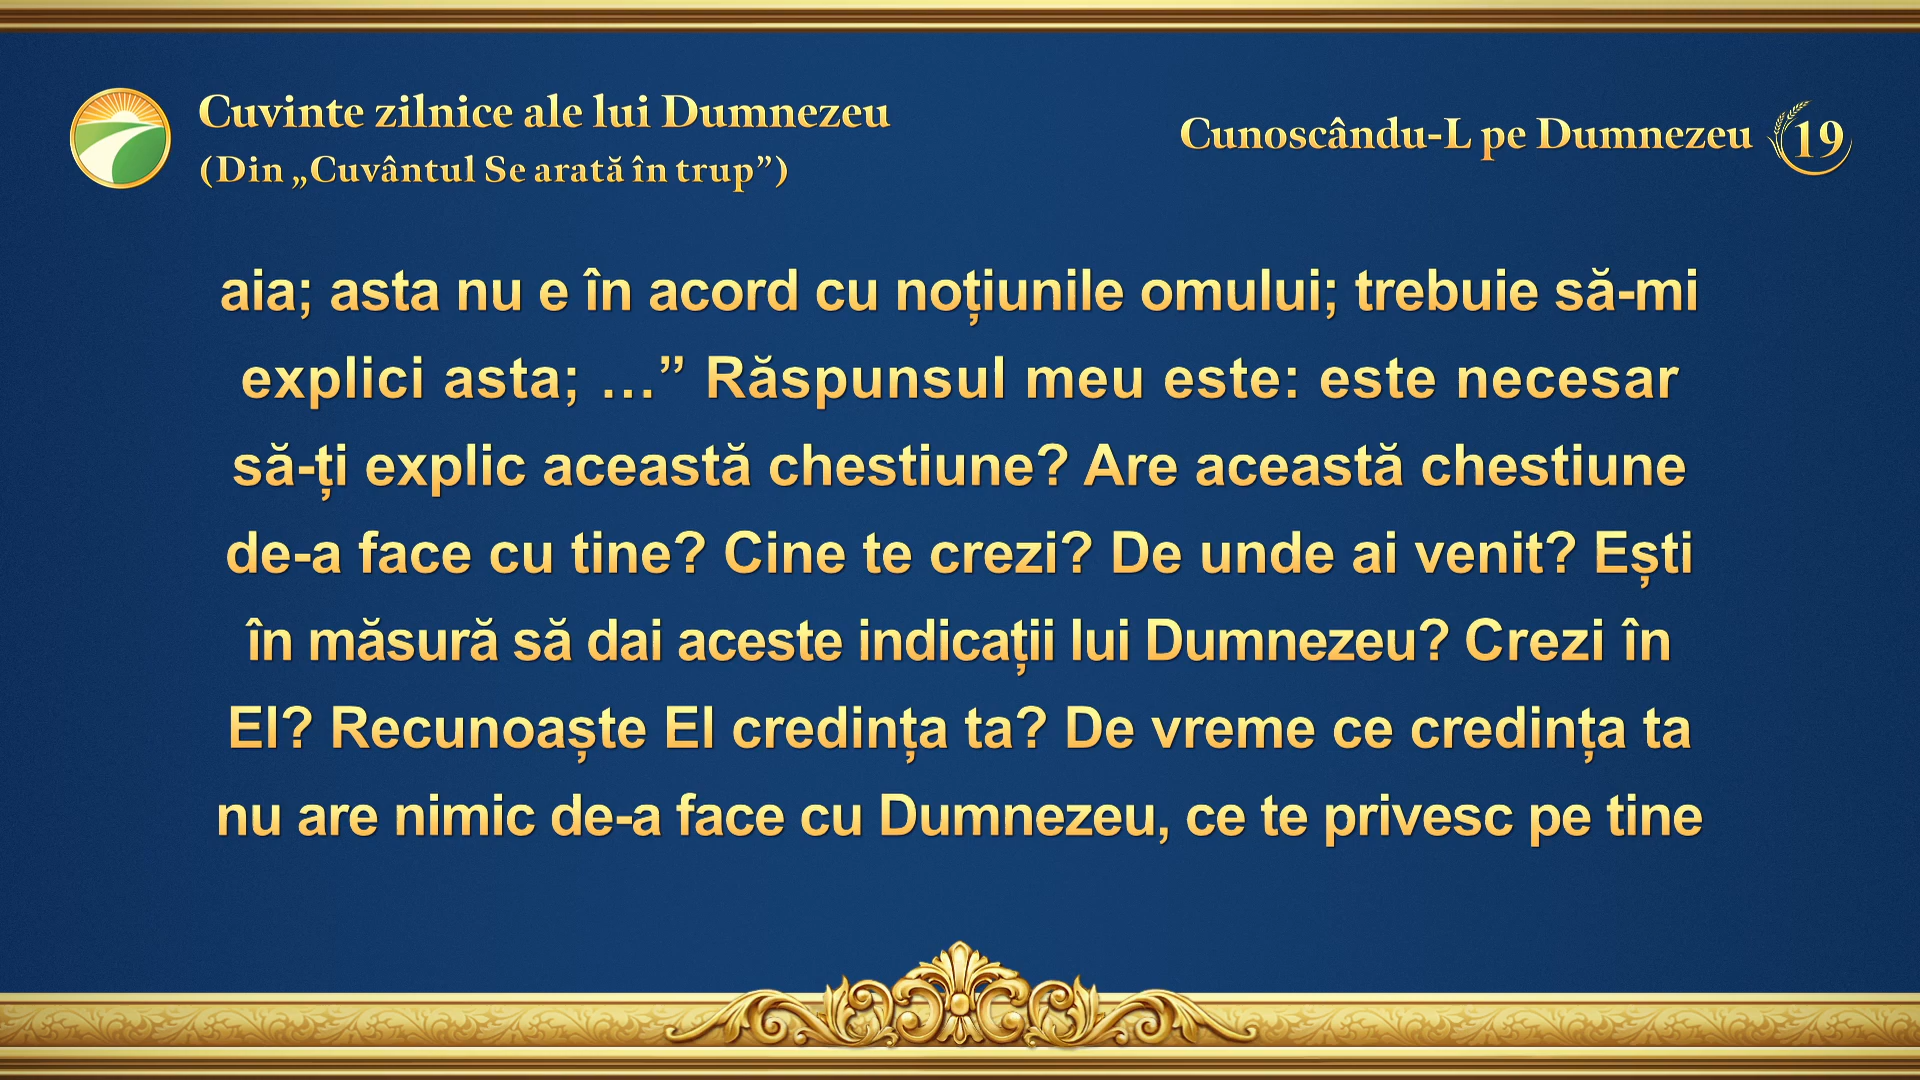 Cuvinte zilnice ale lui Dumnezeu
(Din „Cuvântul Se arată în trup”)
Cunoscându-L pe Dumnezeu 19
aia; asta nu e în acord cu noțiunile omului; trebuie să-mi
explici asta; …” Răspunsul meu este: este necesar
să-ți explic această chestiune? Are această chestiune
de-a face cu tine? Cine te crezi? De unde ai venit? Ești
în măsură să dai aceste indicații lui Dumnezeu? Crezi în
El? Recunoaște El credința ta? De vreme ce credința ta
nu are nimic de-a face cu Dumnezeu, ce te privesc pe tine